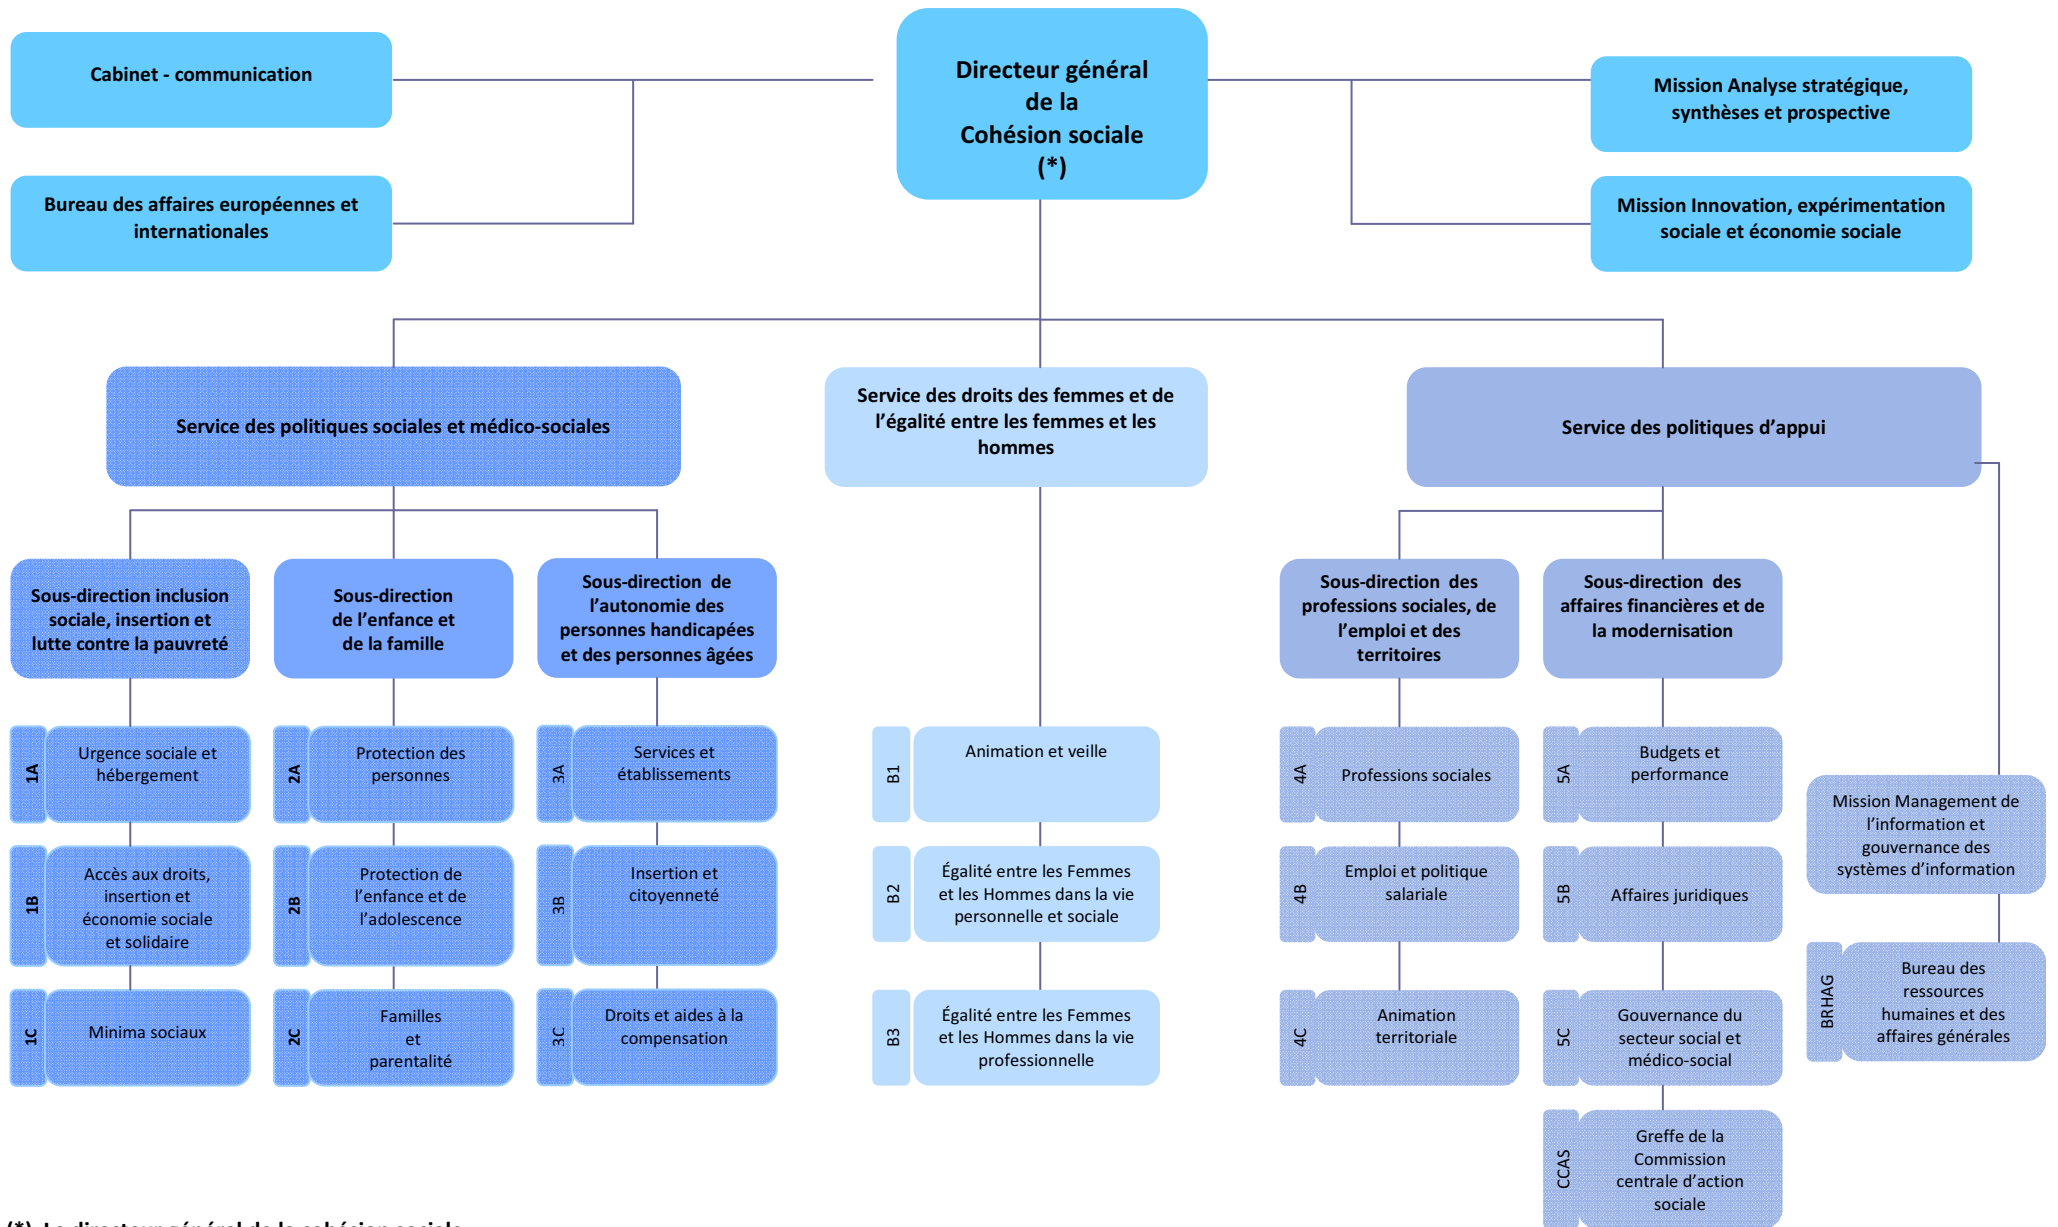 Cabinet - communication
Directeur général
de la
Cohésion sociale
(*)
Mission Analyse stratégique,
synthèses et prospective
Bureau des affaires européennes et
internationales
Mission Innovation, expérimentation
sociale et économie sociale
Service des politiques sociales et médico-sociales
Service des droits des femmes et de
l’égalité entre les femmes et les
hommes
Service des politiques d’appui
Sous-direction inclusion
sociale, insertion et
lutte contre la pauvreté
Sous-direction
de l’enfance et
de la famille
Sous-direction de
l’autonomie des
personnes handicapées
et des personnes âgées
Sous-direction des
professions sociales, de
l’emploi et des
territoires
Sous-direction des
affaires financières et de
la modernisation
1A
Urgence sociale et
hébergement
2A
Protection des
personnes
3A
Services et
établissements
B1
Animation et veille
4A
Professions sociales
5A
Budgets et
performance
Mission Management de
l’information et
gouvernance des
systèmes d’information
1B
Accès aux droits,
insertion et
économie sociale
et solidaire
2B
Protection de
l’enfance et de
l’adolescence
3B
Insertion et
citoyenneté
B2
Égalité entre les Femmes
et les Hommes dans la vie
personnelle et sociale
4B
Emploi et politique
salariale
5B
Affaires juridiques
BRHAG
Bureau des
ressources
humaines et des
affaires générales
1C
Minima sociaux
2C
Familles
et
parentalité
3C
Droits et aides à la
compensation
B3
Égalité entre les Femmes
et les Hommes dans la vie
professionnelle
4C
Animation
territoriale
5C
Gouvernance du
secteur social et
médico-social
CCAS
Greffe de la
Commission
centrale d’action
sociale
(*) Le directeur général de la cohésion sociale